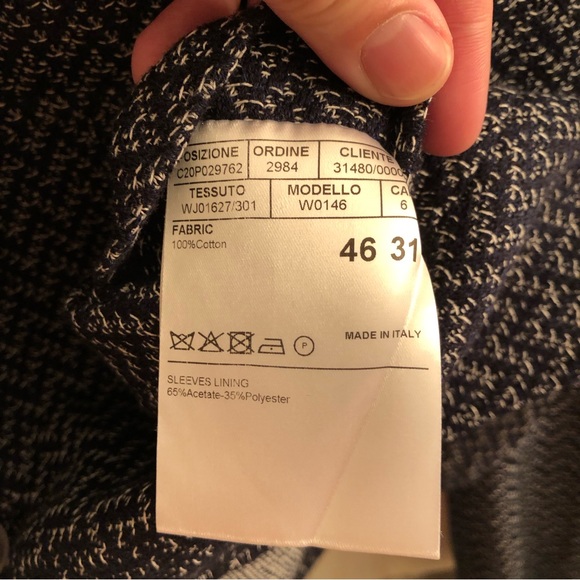 OSIZIONE ORDINE CLIENTE
C20P029762 2984 31480/0000
TESSUTO MODELLO CA
WJ01627/301 W0146 6
FABRIC
100%Cotton
46 31
P
MADE IN ITALY
SLEEVES LINING
65%Acetate-35%Polyester